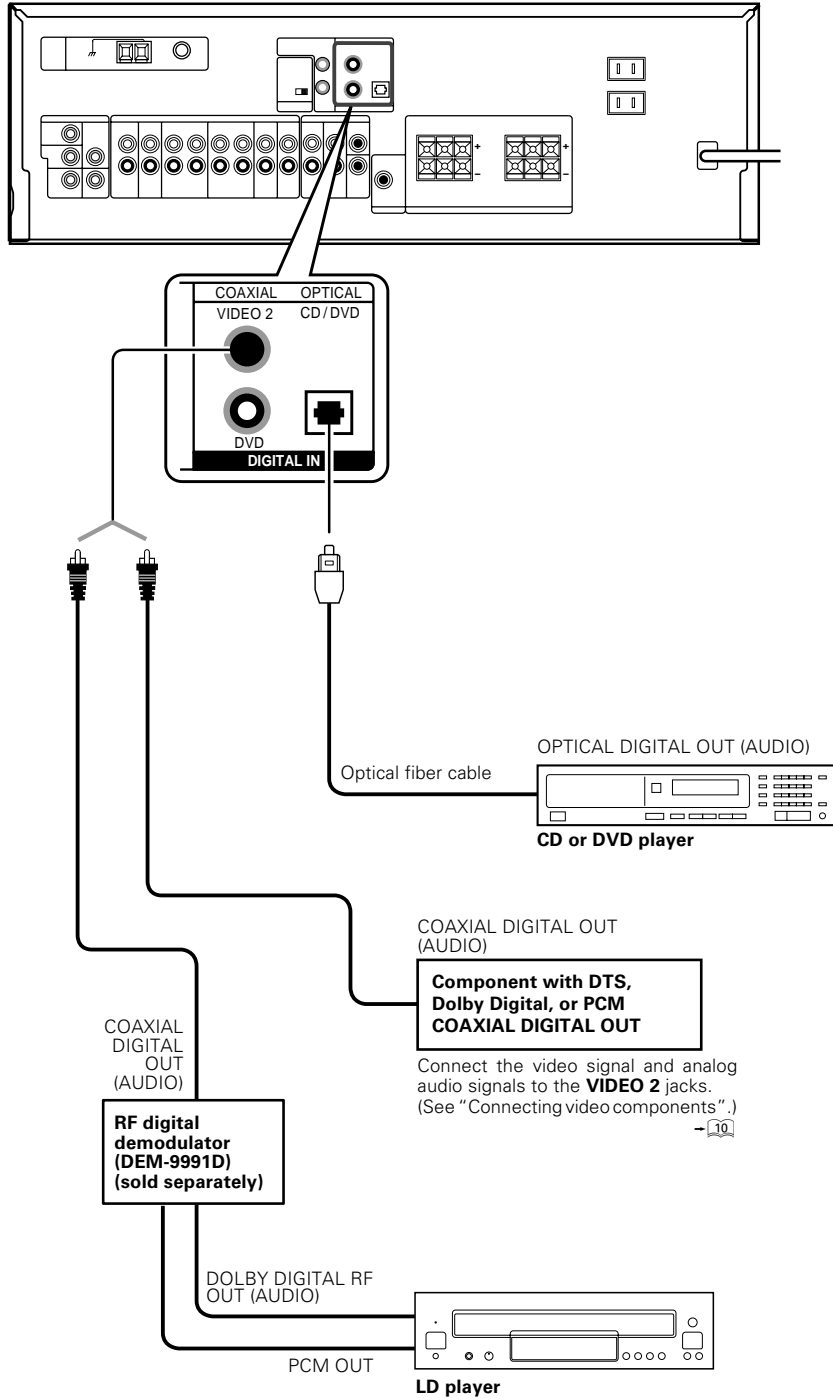 + +
– –
COAXIAL OPTICAL
VIDEO 2 CD / DVD
DVD
DIGITAL IN
OPTICAL DIGITAL OUT (AUDIO)
Optical fiber cable
CD or DVD player
COAXIAL DIGITAL OUT
(AUDIO)
Component with DTS,
Dolby Digital, or PCM
COAXIAL DIGITAL OUT
Connect the video signal and analog
audio signals to the VIDEO 2 jacks.
(See “Connecting video components”.)
→ 10
COAXIAL
DIGITAL
OUT
(AUDIO)
RF digital
demodulator
(DEM-9991D)
(sold separately)
DOLBY DIGITAL RF
OUT (AUDIO)
PCM OUT
LD player